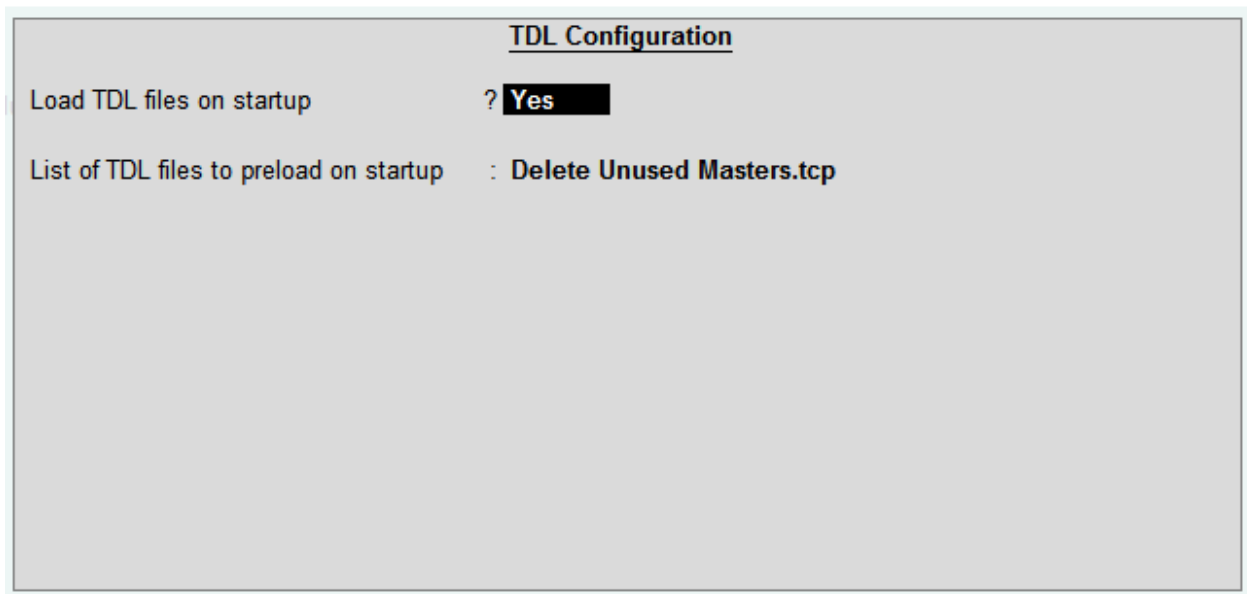 TDL Configuration
Load TDL files on startup ? Yes
List of TDL files to preload on startup : Delete Unused Masters.tcp